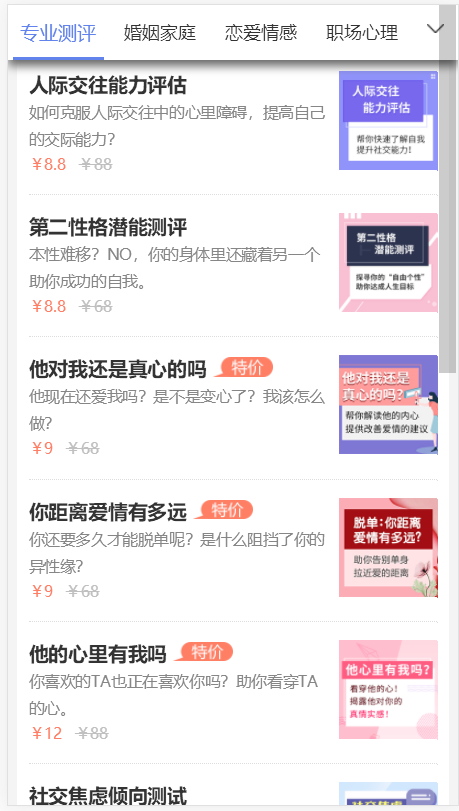 专业测评 婚姻家庭 恋爱情感 职场心理
人际交往能力评估
如何克服人际交往中的心里障碍，提高自己
的交际能力？
￥8.8 ￥88
人际交往
能力评估
帮你快速了解自我
提升社交能力！
第二性格潜能测评
本性难移？NO，你的身体里还藏着另一个
助你成功的自我。
￥8.8 ￥68
第二性格
潜能测评
探寻你的“自由个性”
助你达成人生目标
他对我还是真心的吗 特价
他现在还爱我吗？是不是变心了？我该怎么
做？
￥9 ￥68
他对我还是
真心的吗?
帮你解读他的内心
提供改善爱情的建议
你距离爱情有多远 特价
你还要多久才能脱单呢？是什么阻挡了你的
异性缘？
￥9 ￥68
脱单:你距离
爱情有多远?
助你告别单身
拉近爱的距离
他的心里有我吗 特价
你喜欢的TA也正在喜欢你吗？助你看穿TA
的心。
￥12 ￥88
他心里有我吗?
看穿他的心!
揭露他对你的
真情实感!
社交焦虑倾向测试